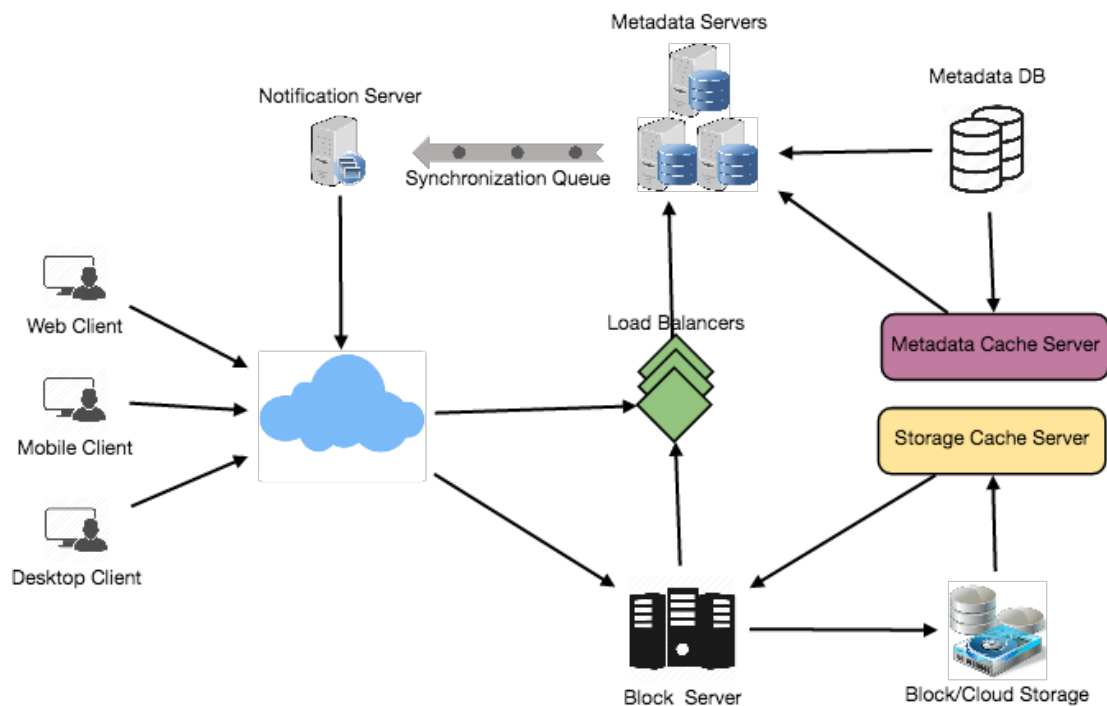 Metadata Servers
Metadata DB
Notification Server
Synchronization Queue
Web Client
Load Balancers
Metadata Cache Server
Mobile Client
Storage Cache Server
Desktop Client
Block Server
Block/Cloud Storage